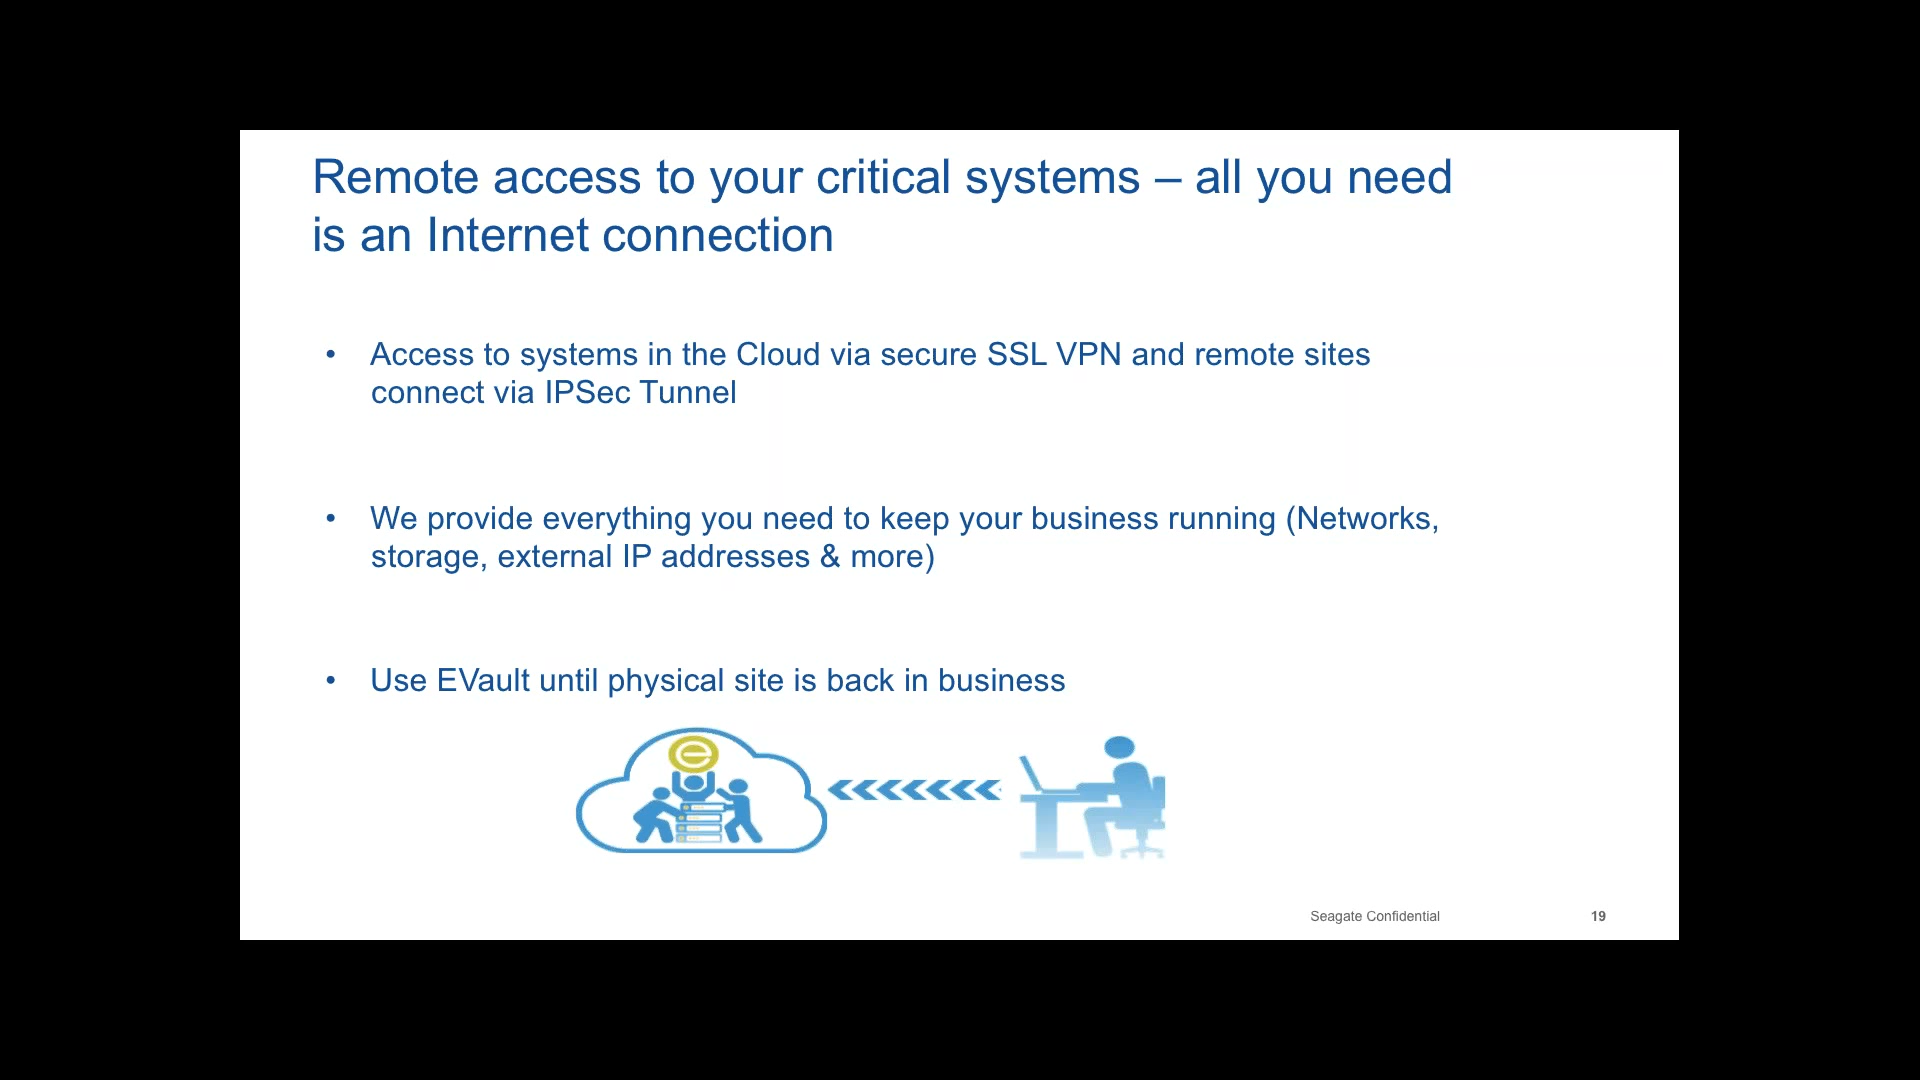 Remote access to your critical systems – all you need
is an Internet connection
• Access to systems in the Cloud via secure SSL VPN and remote sites
connect via IPSec Tunnel
• We provide everything you need to keep your business running (Networks,
storage, external IP addresses & more)
• Use EVault until physical site is back in business
e
Seagate Confidential
19